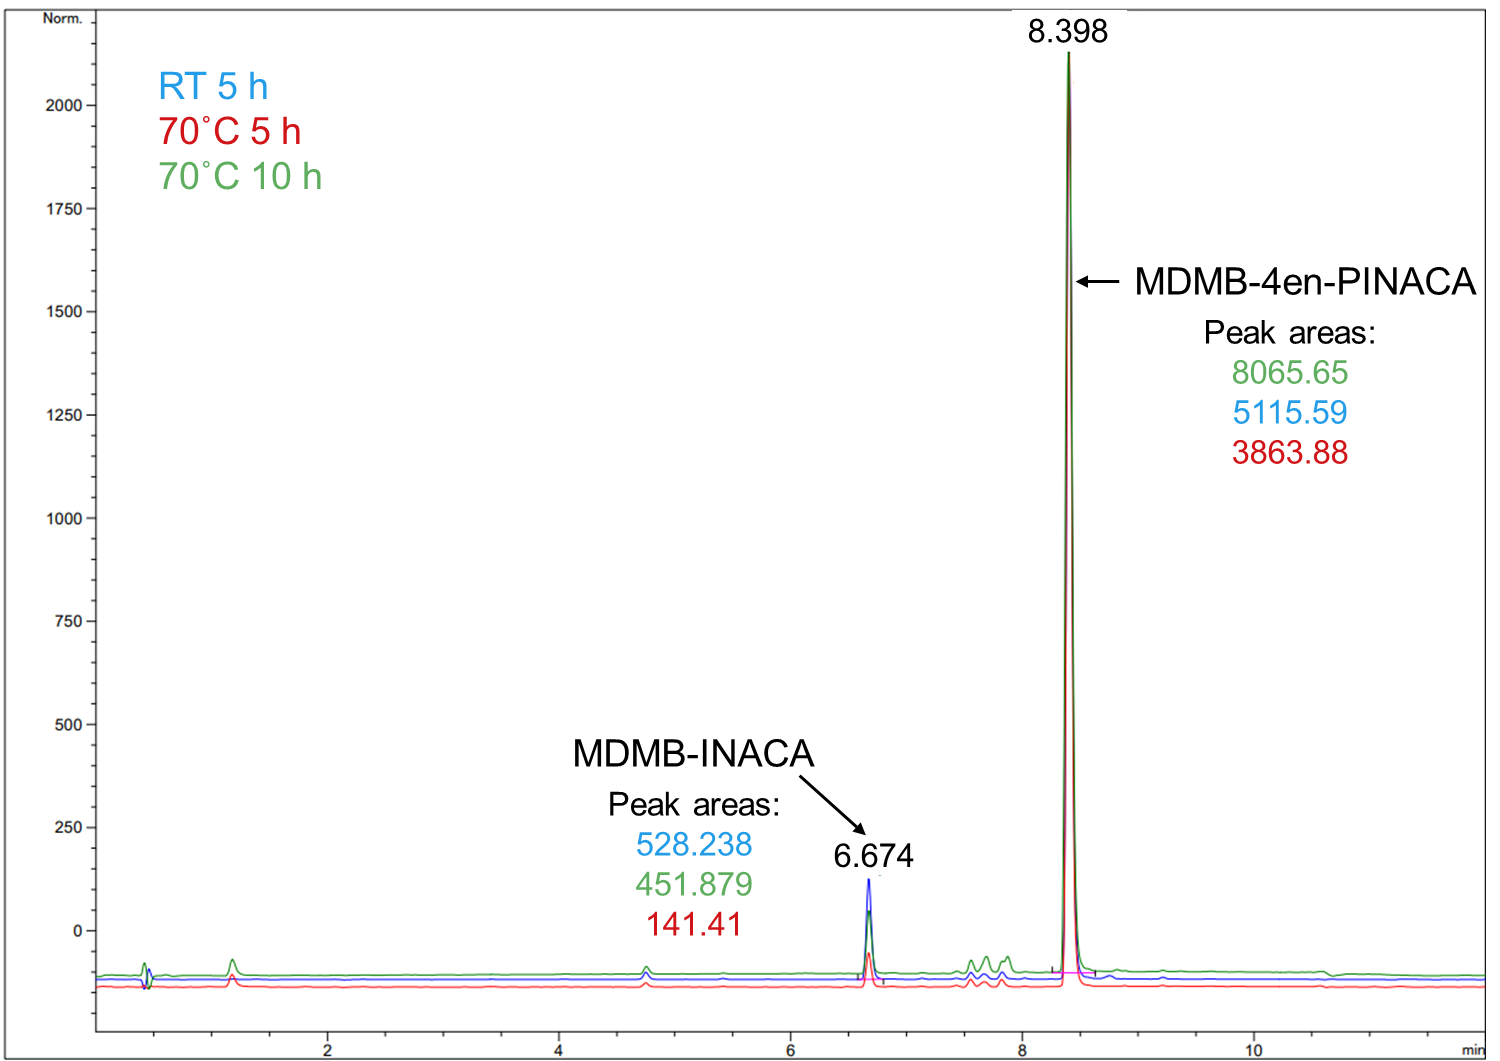 Norm.
8.398
RT 5 h
70°C 5 h
70°C 10 h
2000
1750
1500
1250
1000
750
500
250
0
MDMB-4en-PINACA
Peak areas:
8065.65
5115.59
3863.88
MDMB-INACA
Peak areas:
528.238
451.879
141.41
6.674
2
4
6
8
10
min